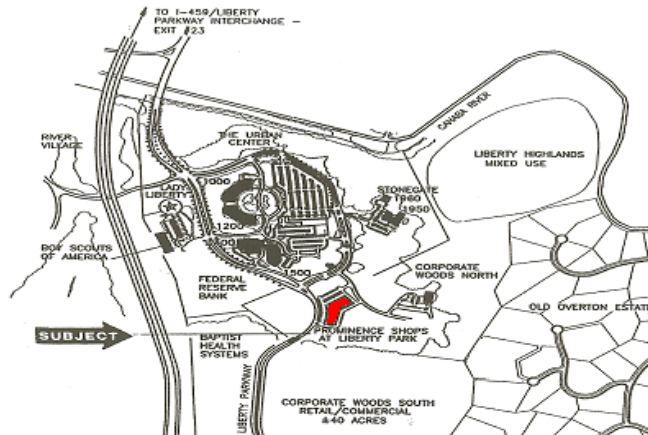 TO I-459/LIBERTY
PARKWAY INTERCHANGE -
EXIT #23
CAHABA RIVER
RIVER
VILLAGE
THE URBAN
CENTER
LIBERTY HIGHLANDS
MIXED USE
LADY
LIBERTY
1000
STONEGATE
1960
1950
1200
BOY SCOUTS
OF AMERICA
1500
FEDERAL
RESERVE
BANK
CORPORATE
WOODS NORTH
OLD OVERTON ESTAT
SUBJECT
BAPTIST
HEALTH
SYSTEMS
PROMINENCE SHOPS
AT LIBERTY PARK
LIBERTY PARKWAY
CORPORATE WOODS SOUTH
RETAIL/COMMERCIAL
±40 ACRES